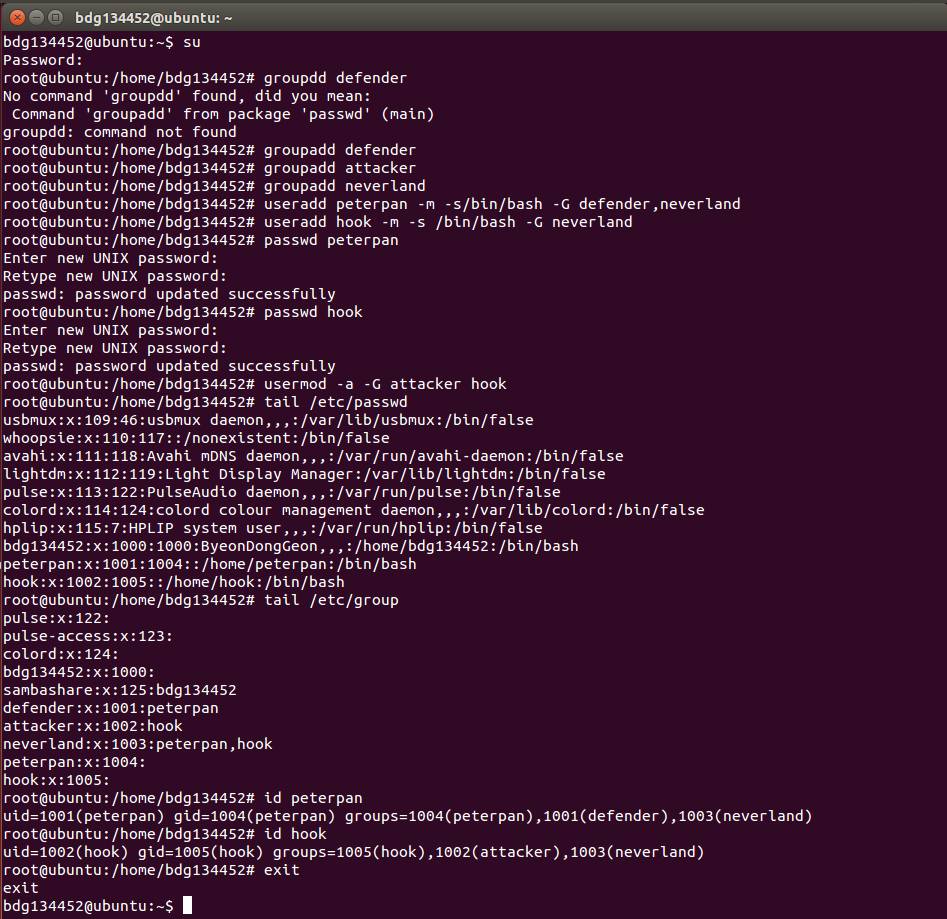 bdg134452@ubuntu: ~
bdg134452@ubuntu:~$ su
Password:
root@ubuntu:/home/bdg134452# groupdd defender
No command 'groupdd' found, did you mean:
 Command 'groupadd' from package 'passwd' (main)
groupdd: command not found
root@ubuntu:/home/bdg134452# groupadd defender
root@ubuntu:/home/bdg134452# groupadd attacker
root@ubuntu:/home/bdg134452# groupadd neverland
root@ubuntu:/home/bdg134452# useradd peterpan -m -s/bin/bash -G defender,neverland
root@ubuntu:/home/bdg134452# useradd hook -m -s /bin/bash -G neverland
root@ubuntu:/home/bdg134452# passwd peterpan
Enter new UNIX password:
Retype new UNIX password:
passwd: password updated successfully
root@ubuntu:/home/bdg134452# passwd hook
Enter new UNIX password:
Retype new UNIX password:
passwd: password updated successfully
root@ubuntu:/home/bdg134452# usermod -a -G attacker hook
root@ubuntu:/home/bdg134452# tail /etc/passwd
usbmux:x:109:46:usbmux daemon,,,:/var/lib/usbmux:/bin/false
whoopsie:x:110:117::/nonexistent:/bin/false
avahi:x:111:118:Avahi mDNS daemon,,,:/var/run/avahi-daemon:/bin/false
lightdm:x:112:119:Light Display Manager:/var/lib/lightdm:/bin/false
pulse:x:113:122:PulseAudio daemon,,,:/var/run/pulse:/bin/false
colord:x:114:124:colord colour management daemon,,,:/var/lib/colord:/bin/false
hplip:x:115:7:HPLIP system user,,,:/var/run/hplip:/bin/false
bdg134452:x:1000:1000:ByeonDongGeon,,,:/home/bdg134452:/bin/bash
peterpan:x:1001:1004::/home/peterpan:/bin/bash
hook:x:1002:1005::/home/hook:/bin/bash
root@ubuntu:/home/bdg134452# tail /etc/group
pulse:x:122:
pulse-access:x:123:
colord:x:124:
bdg134452:x:1000:
sambashare:x:125:bdg134452
defender:x:1001:peterpan
attacker:x:1002:hook
neverland:x:1003:peterpan,hook
peterpan:x:1004:
hook:x:1005:
root@ubuntu:/home/bdg134452# id peterpan
uid=1001(peterpan) gid=1004(peterpan) groups=1004(peterpan),1001(defender),1003(neverland)
root@ubuntu:/home/bdg134452# id hook
uid=1002(hook) gid=1005(hook) groups=1005(hook),1002(attacker),1003(neverland)
root@ubuntu:/home/bdg134452# exit
exit
bdg134452@ubuntu:~$